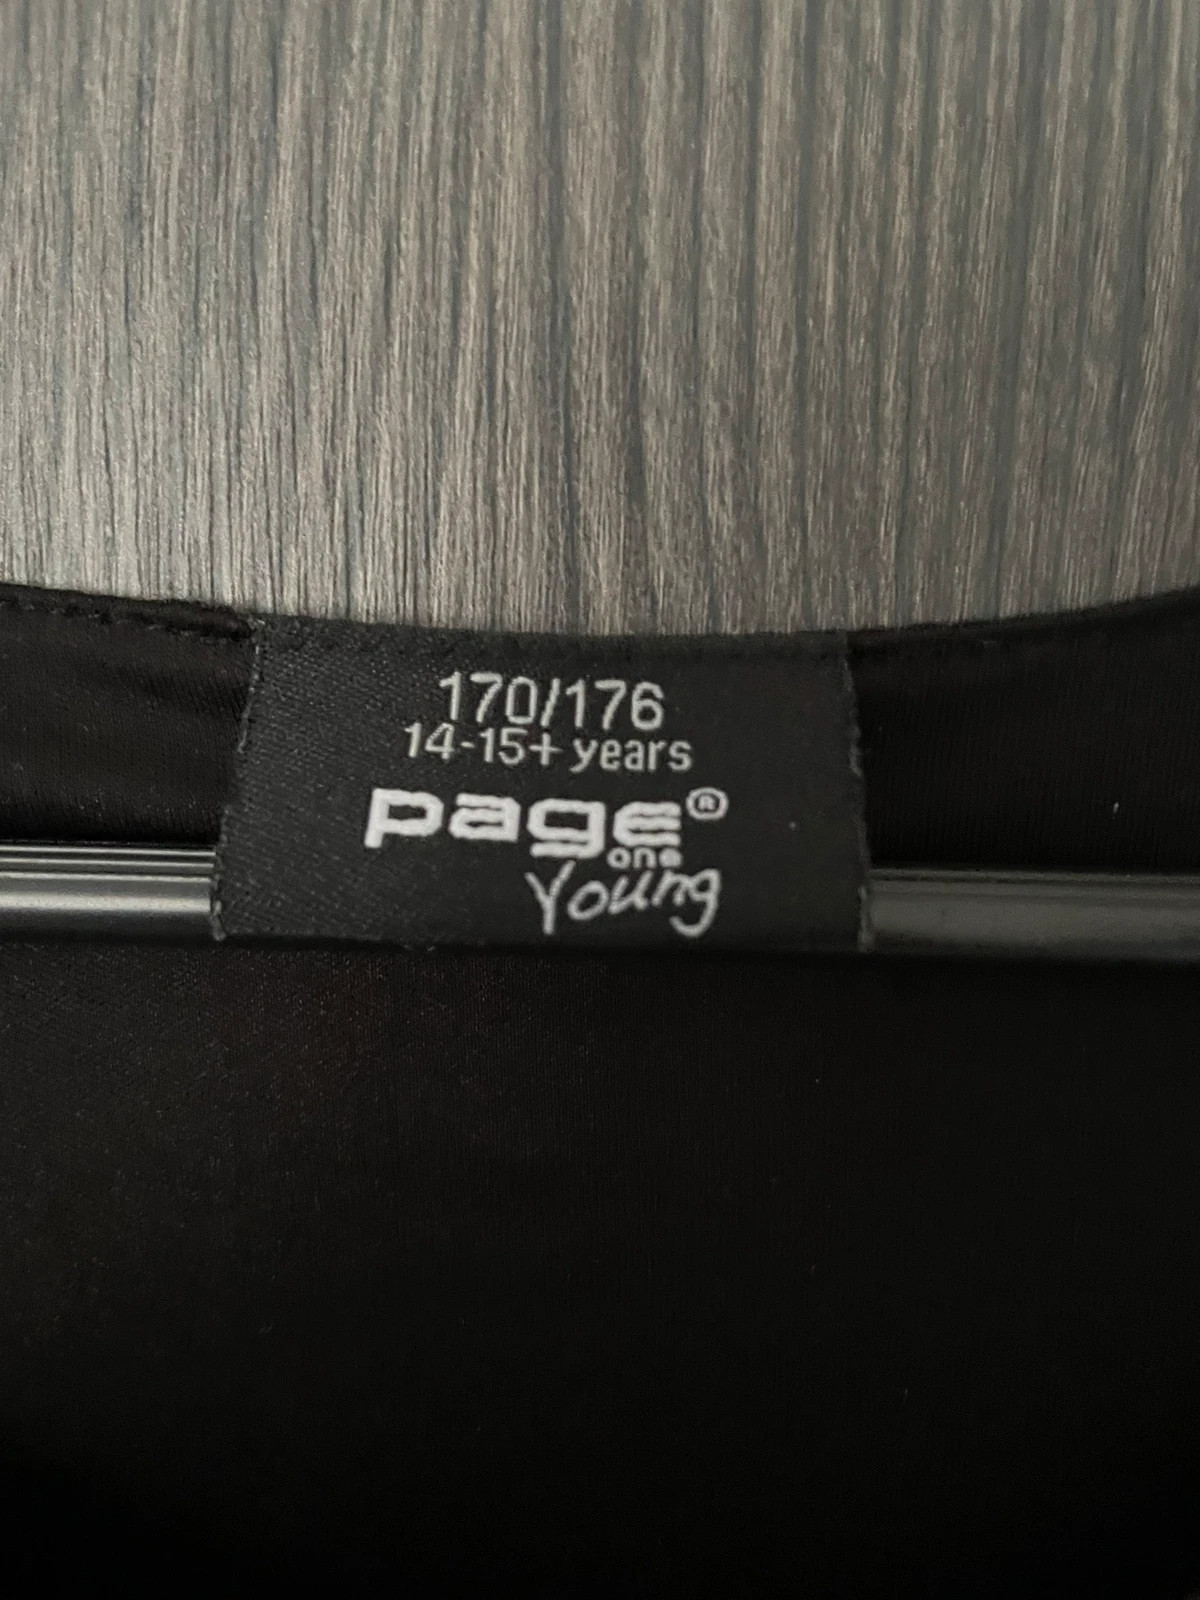 170/176
14-15+ years
page®
one
Young